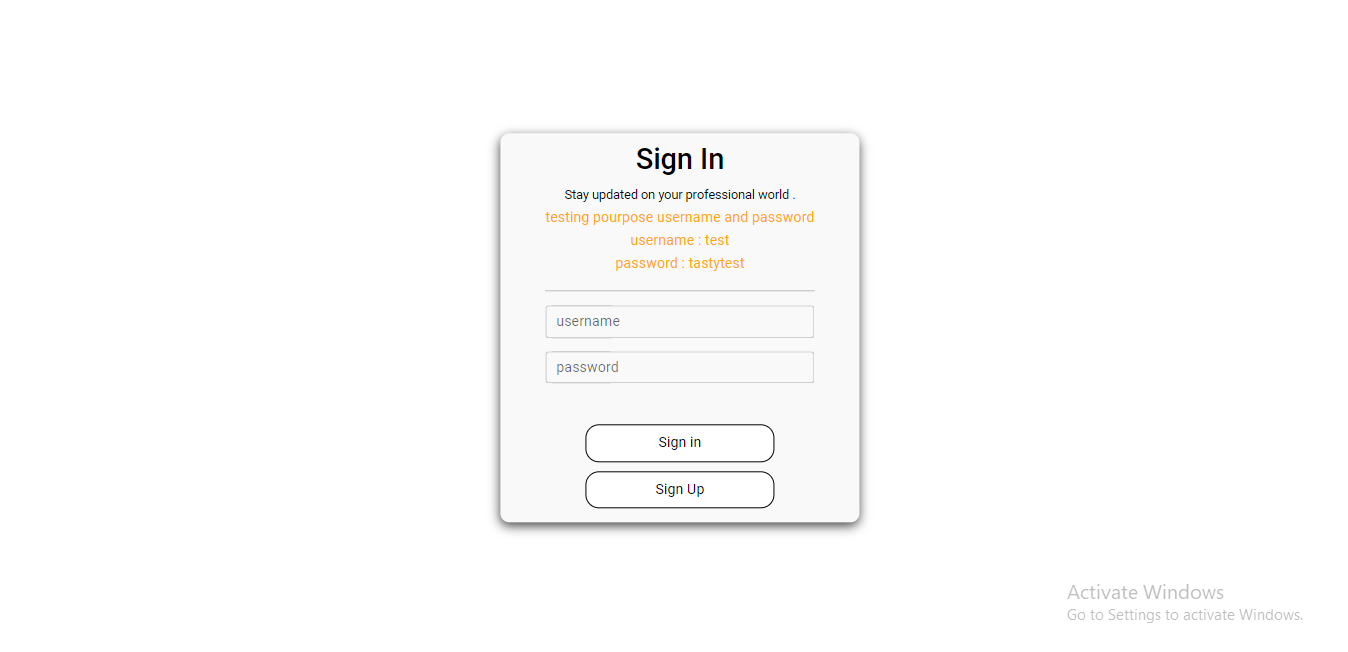 Sign In
Stay updated on your professional world .
testing pourpose username and password
username : test
password : tastytest
username
password
Sign in
Sign Up
Activate Windows
Go to Settings to activate Windows.